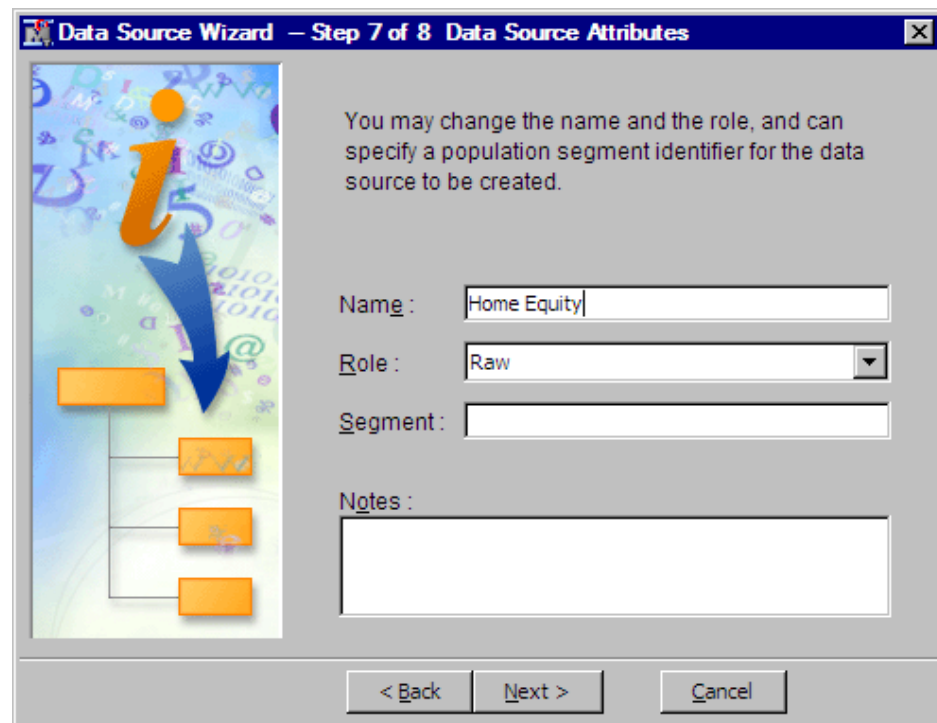 Data Source Wizard – Step 7 of 8 Data Source Attributes
You may change the name and the role, and can
specify a population segment identifier for the data
source to be created.
Name : Home Equity
Role : Raw
Segment :
Notes :
< Back Next > Cancel